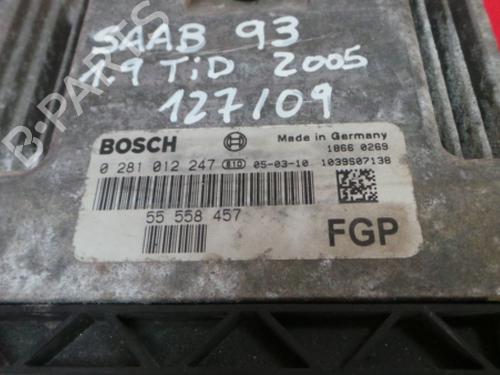 B-PARTS
SAAB 93
1.9 TiD 2005
127/09
BOSCH
Made in Germany
1866 0269
0 281 012 247 B1D 05-03-10 1039S07138
55 558 457
FGP